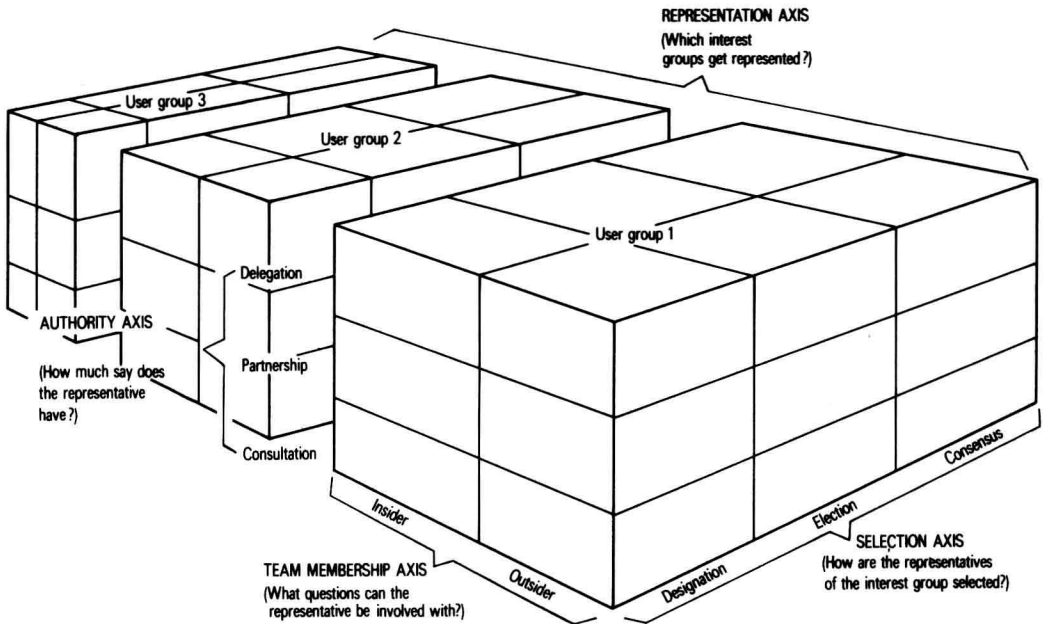 REPRESENTATION AXIS
(Which interest
groups get represented?)
User group 3
User group 2
User group 1
Delegation
AUTHORITY AXIS
(How much say does
the representative
have?)
Partnership
Consultation
Insider
Outsider
TEAM MEMBERSHIP AXIS
(What questions can the
representative be involved with?)
Designation
Election
Consensus
SELECTION AXIS
(How are the representatives
of the interest group selected?)